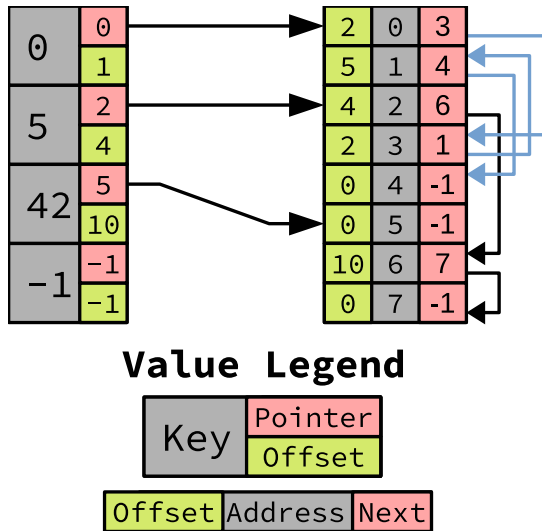 0 0 2 0 3
1 5 1 4
5 2 4 2 6
4 2 3 1
42 5 0 4 -1
10 0 5 -1
-1 -1 10 6 7
-1 0 7 -1
Value Legend
Key Pointer
Offset
Offset Address Next